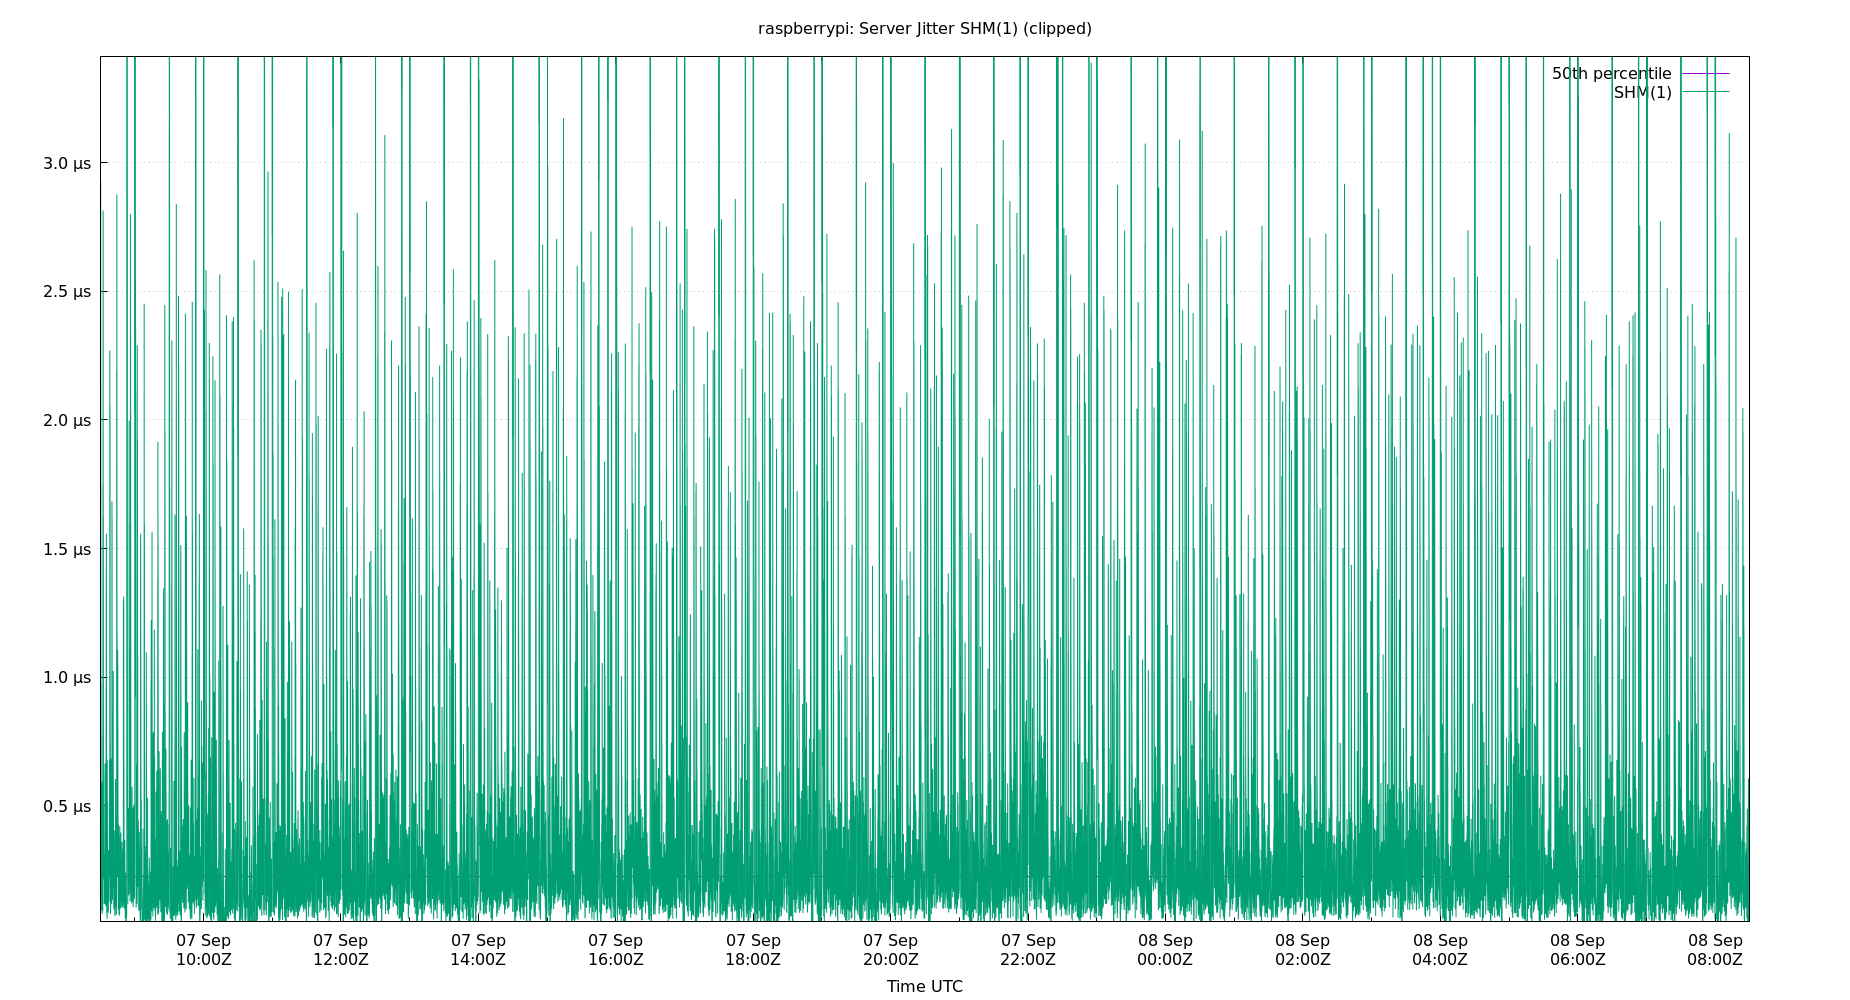 raspberrypi: Server Jitter SHM(1) (clipped)
50th percentile
SHM(1)
3.0 µs
2.5 µs
2.0 µs
1.5 µs
1.0 µs
0.5 µs
07 Sep 07 Sep 07 Sep 07 Sep 07 Sep 07 Sep 07 Sep 08 Sep 08 Sep 08 Sep 08 Sep 08 Sep
10:00Z 12:00Z 14:00Z 16:00Z 18:00Z 20:00Z 22:00Z 00:00Z 02:00Z 04:00Z 06:00Z 08:00Z
Time UTC